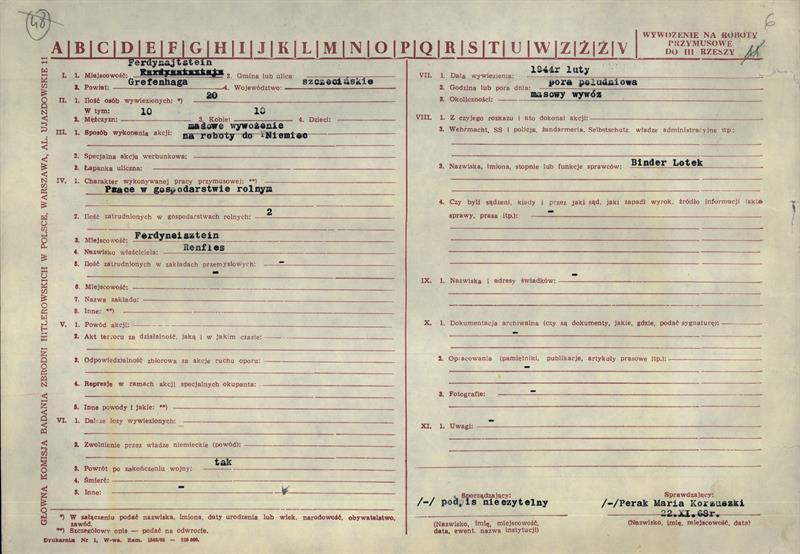 48
6
A|B|C|D|E|F|G|H|I|J|K|L|M|N|O|P|Q|R|S|T|U|W|Z|Ź|Ż|V
WYWOŻENIE NA ROBOTY
PRZYMUSOWE
DO III RZESZY
GŁÓWNA KOMISJA BADANIA ZBRODNI HITLEROWSKICH W POLSCE, WARSZAWA, AL. UJAZDOWSKIE 11
Ferdynajtstein
I. 1. Miejscowość: 2. Gmina lub ulica:
3. Powiat: Grefenhaga 4. Województwo: szczecińskie
II. 1. Ilość osób wywiezionych: *) 20
W tym: 10 10
2. Mężczyzn: 3. Kobiet 4. Dzieci:
III. 1. Sposób wykonania akcji: masowe wywożenie
na roboty do Niemiec
2. Specjalna akcja werbunkowa:
3. Łapanka uliczna:
IV. 1. Charakter wykonywanej pracy przymusowej: **)
Prace w gospodarstwie rolnym
2. Ilość zatrudnionych w gospodarstwach rolnych: 2
3. Miejscowość: Ferdyneisztein
4. Nazwisko właściciela: Renfles
5. Ilość zatrudnionych w zakładach przemysłowych: -
-
6. Miejscowość:
7. Nazwa zakładu:
8. Inne: **)
V. 1. Powód akcji:
2. Akt terroru za działalność, jaką i w jakim czasie:
3. Odpowiedzialność zbiorowa za akcję ruchu oporu:
4. Represje w ramach akcji specjalnych okupanta:
5. Inne powody i jakie: **)
VI. 1. Dalsze losy wywiezionych:
2. Zwolnienie przez władze niemieckie (powód):
3. Powrót po zakończeniu wojny: tak
4. Śmierć:
5. Inne: -
*) W załączeniu podać nazwiska, imiona, daty urodzenia lub wiek, narodowość, obywatelstwo,
zawód.
**) Szczegółowy opis — podać na odwrocie.
Drukarnia Nr 1, W-wa. Zam.
VII. 1. Data wywiezienia: 1944r luty
2. Godzina lub pora dnia: pora południowa
3. Okoliczności: masowy wywóz
VIII. 1. Z czyjego rozkazu i kto dokonał akcji:
2. Wehrmacht, SS i policja, żandarmeria, Selbstschutz, władze administracyjne itp.:
3. Nazwiska, imiona, stopnie lub funkcje sprawców: Binder Lotek
4. Czy byli sądzeni, kiedy i przez jaki sąd, jaki zapadł wyrok, źródło informacji (akta
sprawy, prasa itp.): -
IX. 1. Nazwiska i adresy świadków: -
X. 1. Dokumentacja archiwalna (czy są dokumenty, jakie, gdzie, podać sygnaturę):
-
2. Opracowania (pamiętniki, publikacje, artykuły prasowe itp.):
-
3. Fotografie: -
XI. 1. Uwagi: -
Sporządzający:
/-/ podpis nieczytelny
(Nazwisko, imię, miejscowość,
data, ewent. nazwa instytucji)
Sprawdzający:
/-/Perak Maria Korzuszki
22.XI.68r.
(Nazwisko, imię, miejscowość, data)